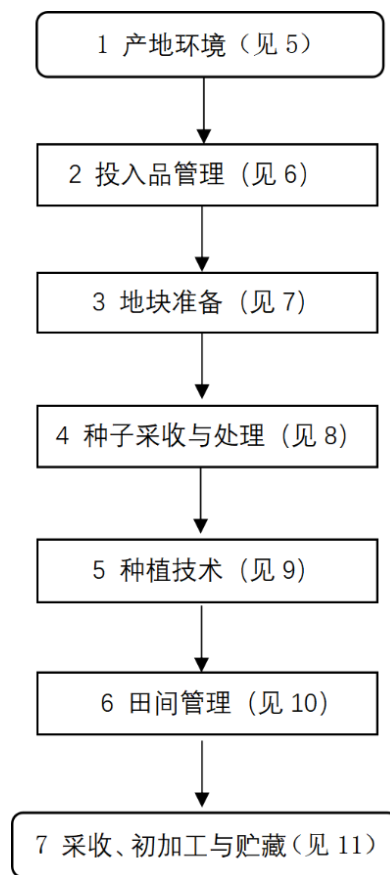 1 产地环境（见 5）
2 投入品管理（见 6）
3 地块准备（见 7）
4 种子采收与处理（见 8）
5 种植技术（见 9）
6 田间管理（见 10）
7 采收、初加工与贮藏（见 11）